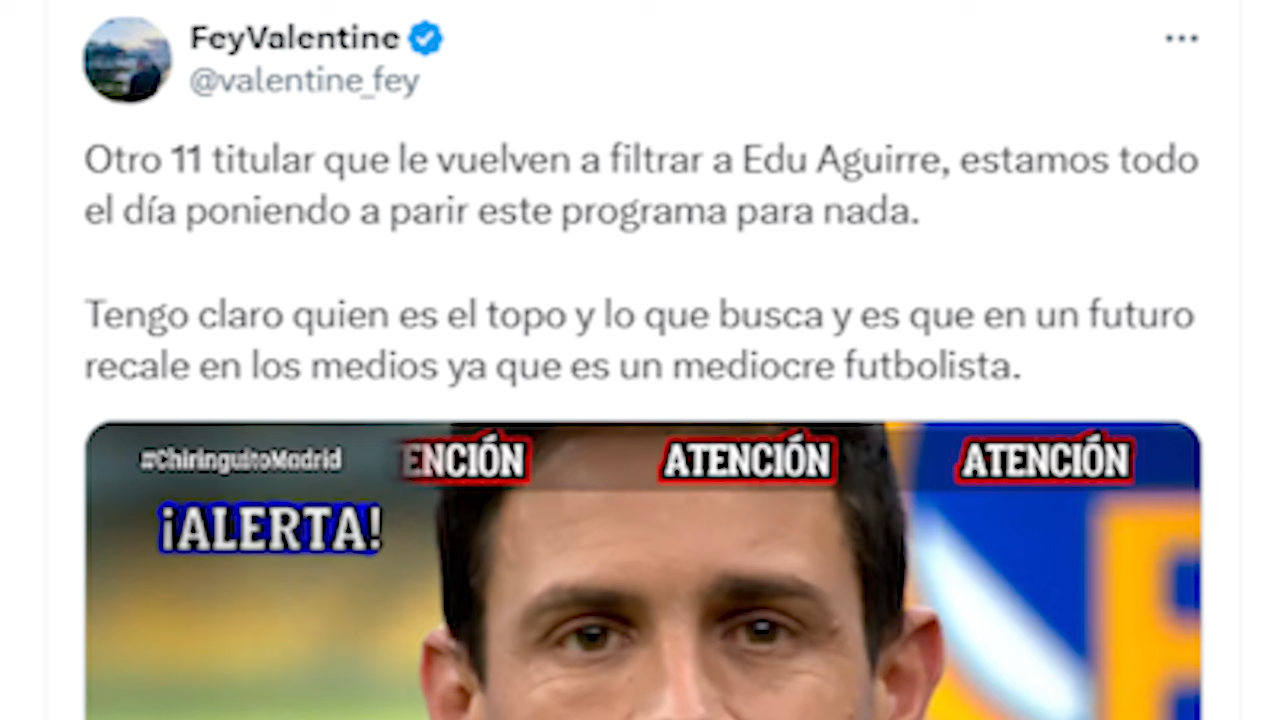 FeyValentine
@valentine_fey
Otro 11 titular que le vuelven a filtrar a Edu Aguirre, estamos todo
el día poniendo a parir este programa para nada.
Tengo claro quien es el topo y lo que busca y es que en un futuro
recale en los medios ya que es un mediocre futbolista.
#ChiringuitoMadrid ENCIÓN ATENCIÓN ATENCIÓN
¡ALERTA!